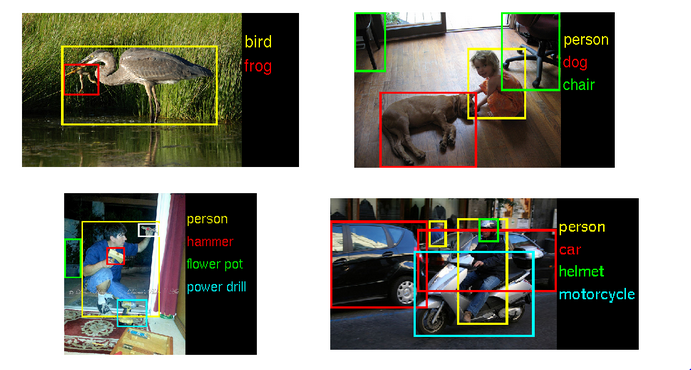 bird
frog
person
dog
chair
person
hammer
flower pot
power drill
person
car
helmet
motorcycle